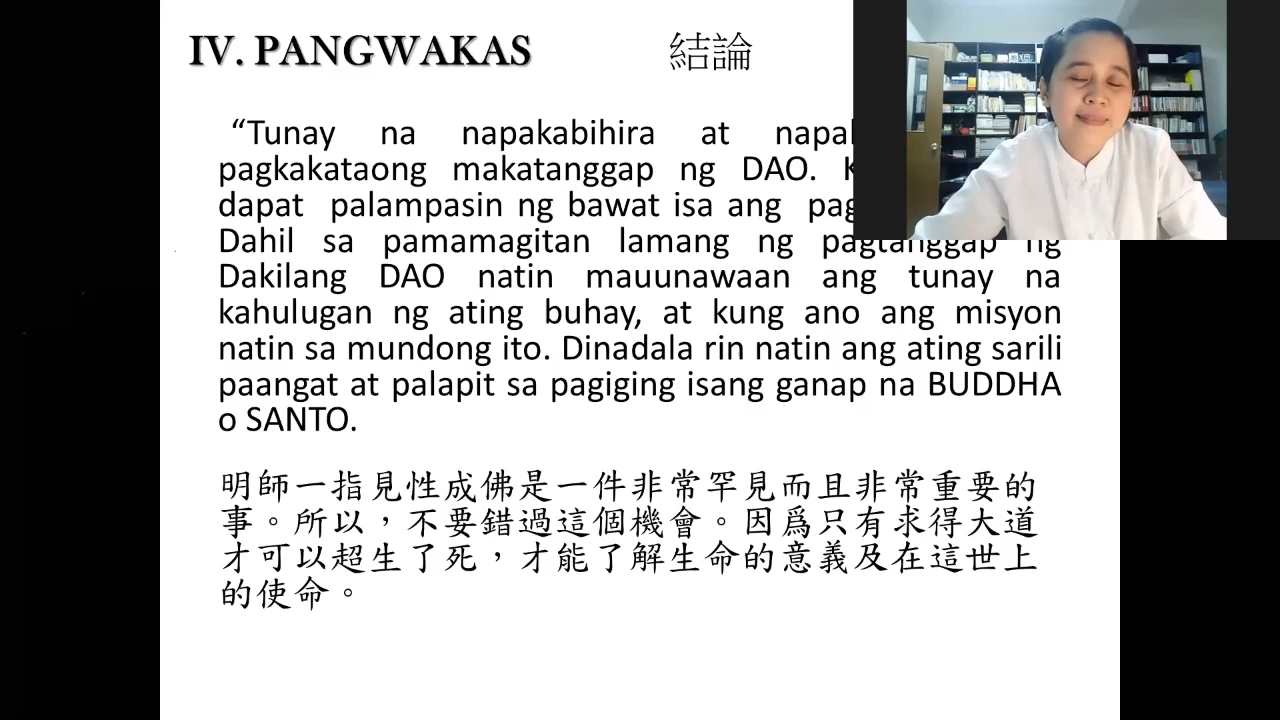 IV. PANGWAKAS 結論
“Tunay na napakabihira at
pagkakataong makatanggap ng DAO.
dapat palampasin ng bawat isa ang
Dahil sa pamamagitan lamang ng pagtanggap ng
Dakilang DAO natin mauunawaan ang tunay na
kahulugan ng ating buhay, at kung ano ang misyon
natin sa mundong ito. Dinadala rin natin ang ating sarili
paangat at palapit sa pagiging isang ganap na BUDDHA
o SANTO.
明師一指見性成佛是一件非常罕見而且非常重要的
事。所以，不要錯過這個機會。因爲只有求得大道
才可以超生了死，才能了解生命的意義及在這世上
的使命。